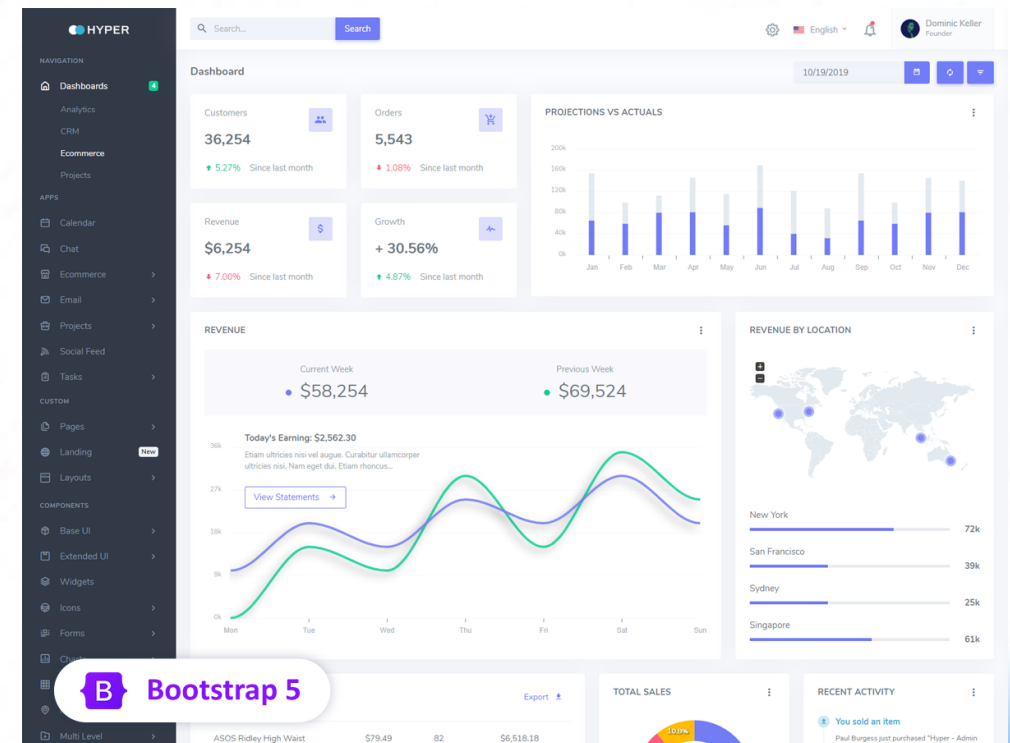 HYPER
Search...
Search
English
Dominic Keller
Founder
NAVIGATION
Dashboards
4
Analytics
CRM
Ecommerce
Projects
APPS
Calendar
Chat
Ecommerce
Email
Projects
Social Feed
Tasks
CUSTOM
Pages
Landing
New
Layouts
COMPONENTS
Base UI
Extended UI
Widgets
Icons
Forms
Multi Level
Dashboard
10/19/2019
Customers
36,254
5.27% Since last month
Orders
5,543
1.08% Since last month
Revenue
$6,254
7.00% Since last month
$
Growth
+ 30.56%
4.87% Since last month
PROJECTIONS VS ACTUALS
200k
160k
120k
80k
40k
0k
Jan Feb Mar Apr May Jun Jul Aug Sep Oct Nov Dec
REVENUE
Current Week
$58,254
Previous Week
$69,524
Today's Earning: $2,562.30
Etiam ultricies nisi vel augue. Curabitur ullamcorper
ultricies nisi. Nam eget dui. Etiam rhoncus...
View Statements
36k
27k
18k
9k
0k
Mon Tue Wed Thu Fri Sat Sun
REVENUE BY LOCATION
+
−
New York
72k
San Francisco
39k
Sydney
25k
Singapore
61k
B Bootstrap 5
Export
ASOS Ridley High Waist $79.49 82 $6,518.18
TOTAL SALES
RECENT ACTIVITY
You sold an item
Paul Burgess just purchased "Hyper - Admin